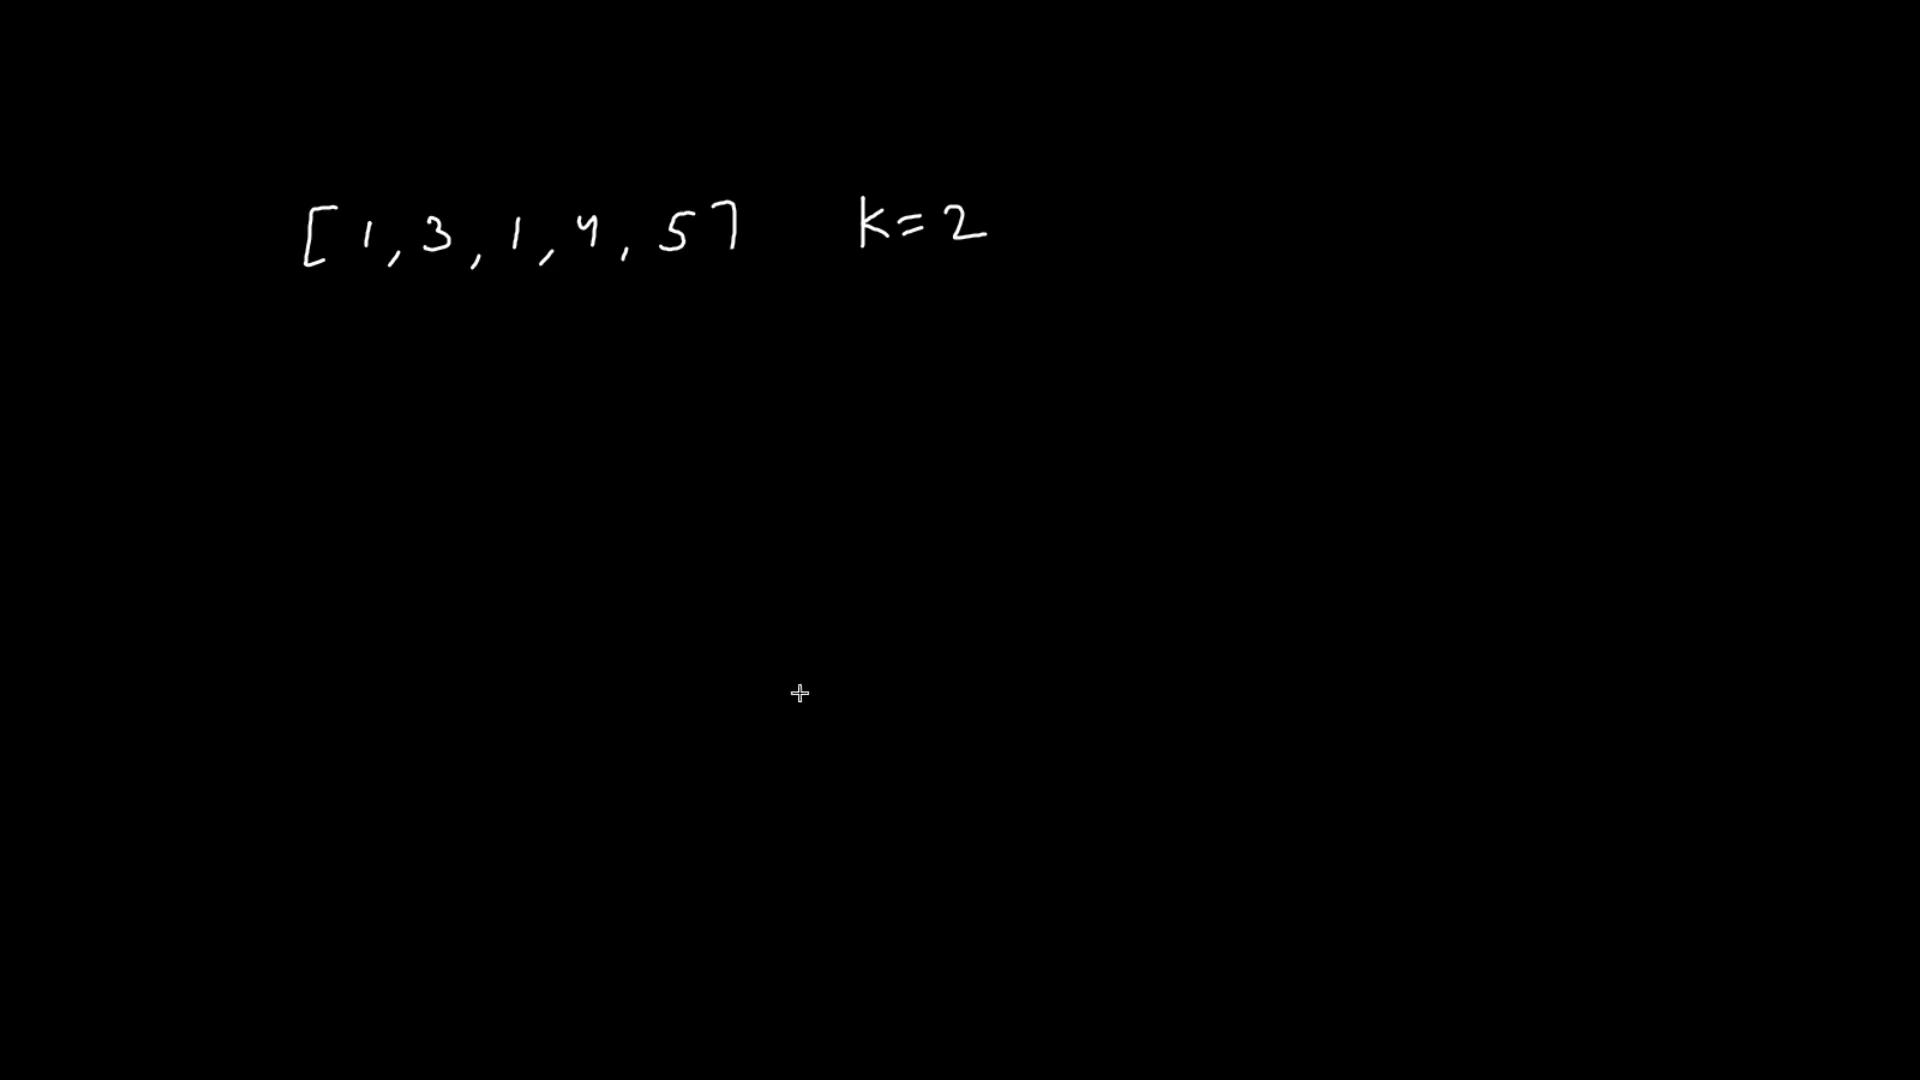 [1, 3, 1, 4, 5] k=2